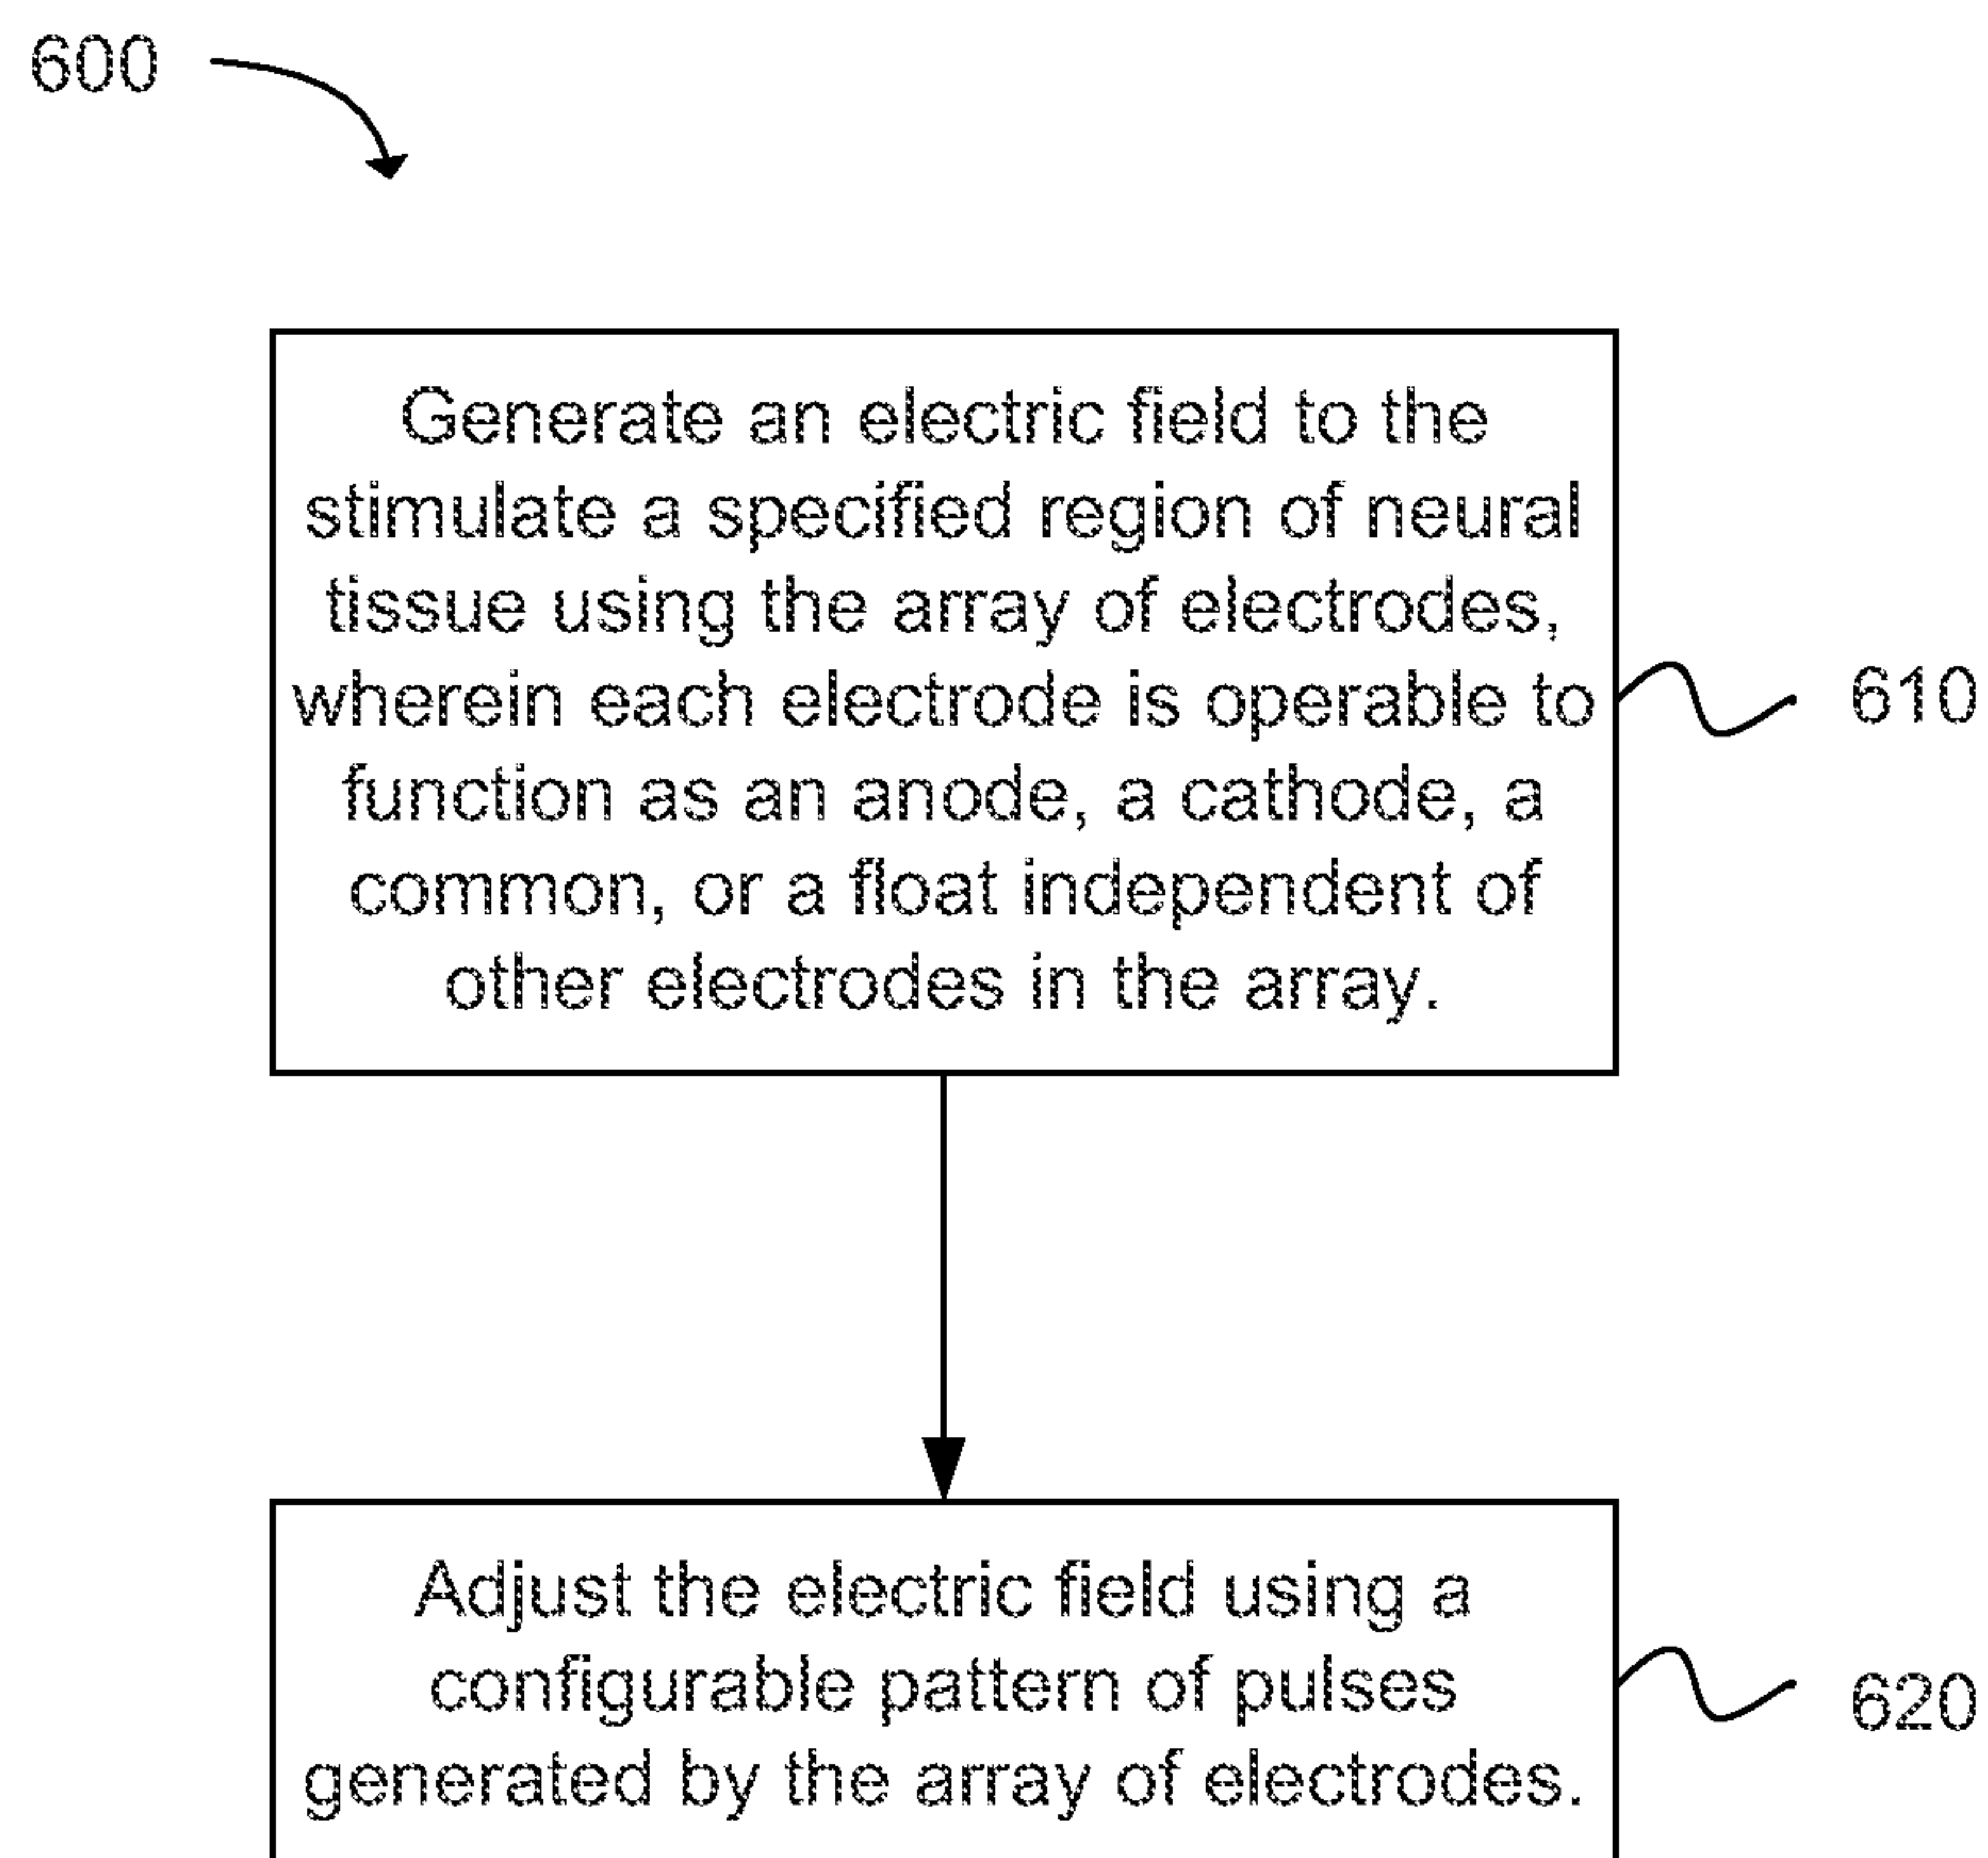 600
Generate an electric field to the
stimulate a specified region of neural
tissue using the array of electrodes,
wherein each electrode is operable to
function as an anode, a cathode, a
common, or a float independent of
other electrodes in the array.
610
Adjust the electric field using a
configurable pattern of pulses
generated by the array of electrodes.
620